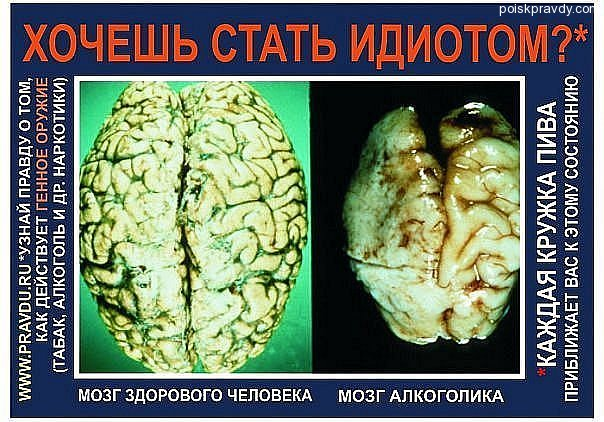 poiskpravdy.com
ХОЧЕШЬ СТАТЬ ИДИОТОМ?*
WWW.PRAVDU.RU *УЗНАЙ ПРАВДУ О ТОМ,
КАК ДЕЙСТВУЕТ ГЕННОЕ ОРУЖИЕ
(ТАБАК, АЛКОГОЛЬ И ДР. НАРКОТИКИ)
*КАЖДАЯ КРУЖКА ПИВА
ПРИБЛИЖАЕТ ВАС К ЭТОМУ СОСТОЯНИЮ
МОЗГ ЗДОРОВОГО ЧЕЛОВЕКА
МОЗГ АЛКОГОЛИКА